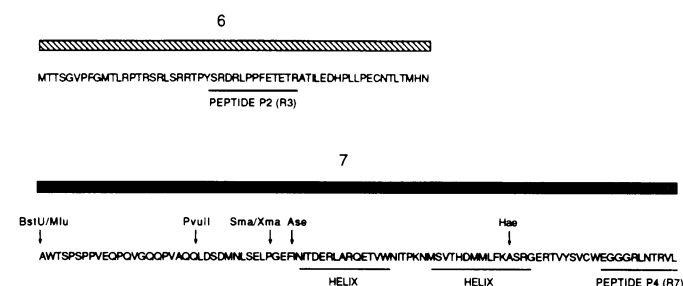 6
MTTSGVPFGMTLRPTRSRLSRRTPYSRDRLPPFETETRATILEDHPLLPECNTLTMHN
PEPTIDE P2 (R3)
7
BstU/Mlu PvuII Sma/Xma Ase Hae
AWTSPSPPVEQPQVGQQPVAQQLDSDMNLSELPGEFINITDERLARQETVWNITPKNMSVTHDMMLFKASRGERTVYSVCWEGGGRLNTRVL
HELIX HELIX PEPTIDE P4 (R7)